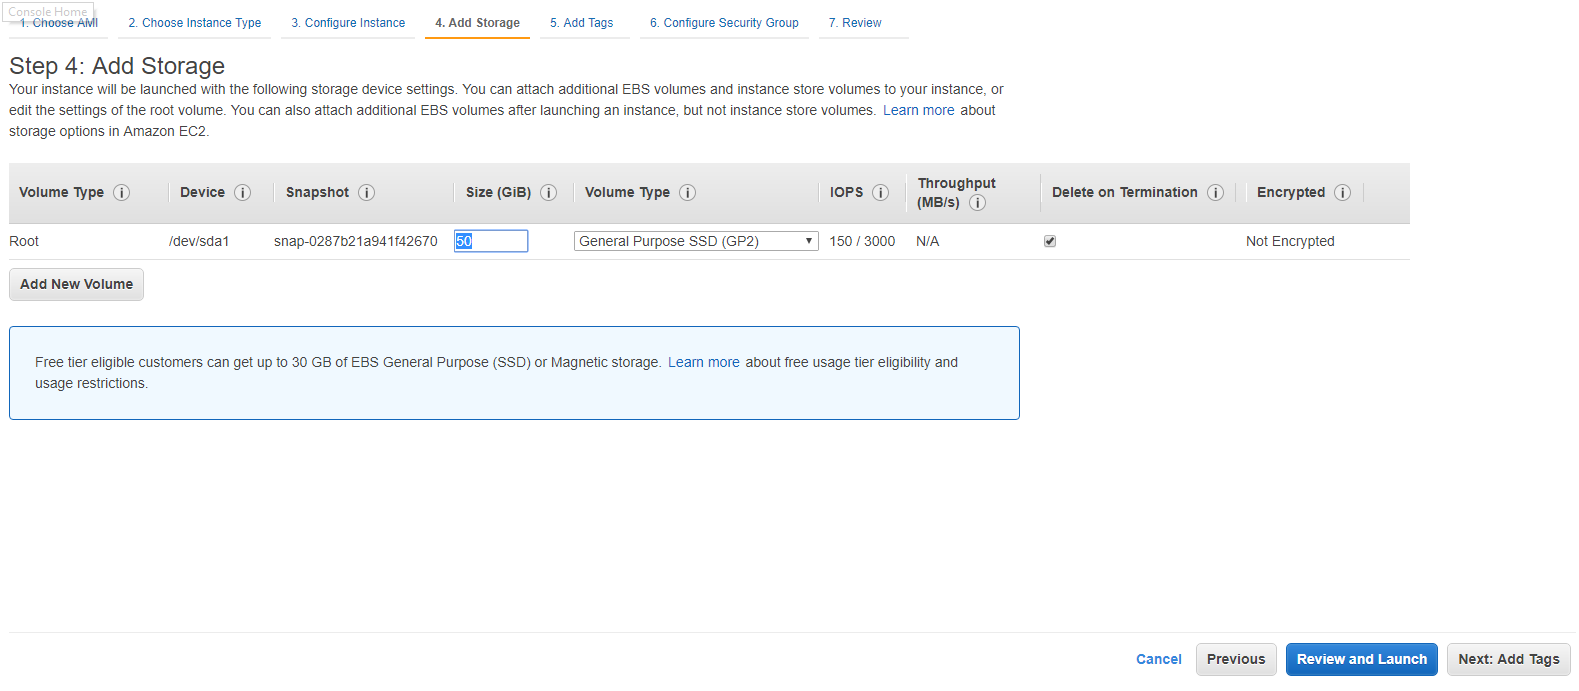 Console Home
1. Choose AMI 2. Choose Instance Type 3. Configure Instance 4. Add Storage 5. Add Tags 6. Configure Security Group 7. Review
Step 4: Add Storage
Your instance will be launched with the following storage device settings. You can attach additional EBS volumes and instance store volumes to your instance, or
edit the settings of the root volume. You can also attach additional EBS volumes after launching an instance, but not instance store volumes. Learn more about
storage options in Amazon EC2.
Volume Type i Device i Snapshot i Size (GiB) i Volume Type i IOPS i Throughput (MB/s) i Delete on Termination i Encrypted i
Root /dev/sda1 snap-0287b21a941f42670 50 General Purpose SSD (GP2) 150 / 3000 N/A Not Encrypted
Add New Volume
Free tier eligible customers can get up to 30 GB of EBS General Purpose (SSD) or Magnetic storage. Learn more about free usage tier eligibility and
usage restrictions.
Cancel Previous Review and Launch Next: Add Tags